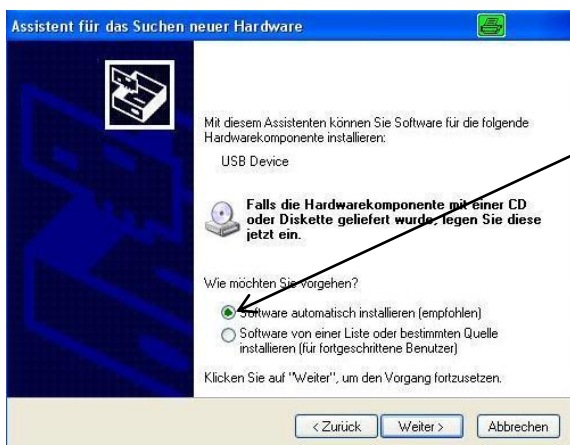 Assistent für das Suchen neuer Hardware
Mit diesem Assistenten können Sie Software für die folgende
Hardwarekomponente installieren:
USB Device
Falls die Hardwarekomponente mit einer CD
oder Diskette geliefert wurde, legen Sie diese
jetzt ein.
Wie möchten Sie vorgehen?
Software automatisch installieren (empfohlen)
Software von einer Liste oder bestimmten Quelle
installieren (für fortgeschrittene Benutzer)
Klicken Sie auf "Weiter", um den Vorgang fortzusetzen.
< Zurück Weiter > Abbrechen